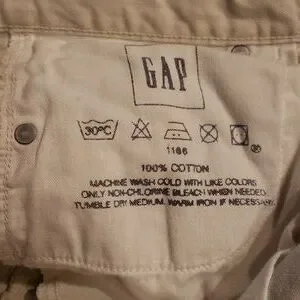 GAP
30°C
1166
®
100% COTTON
MACHINE WASH COLD WITH LIKE COLORS
ONLY NON-CHLORINE BLEACH WHEN NEEDED
TUMBLE DRY MEDIUM. WARM IRON IF NECESSARY.